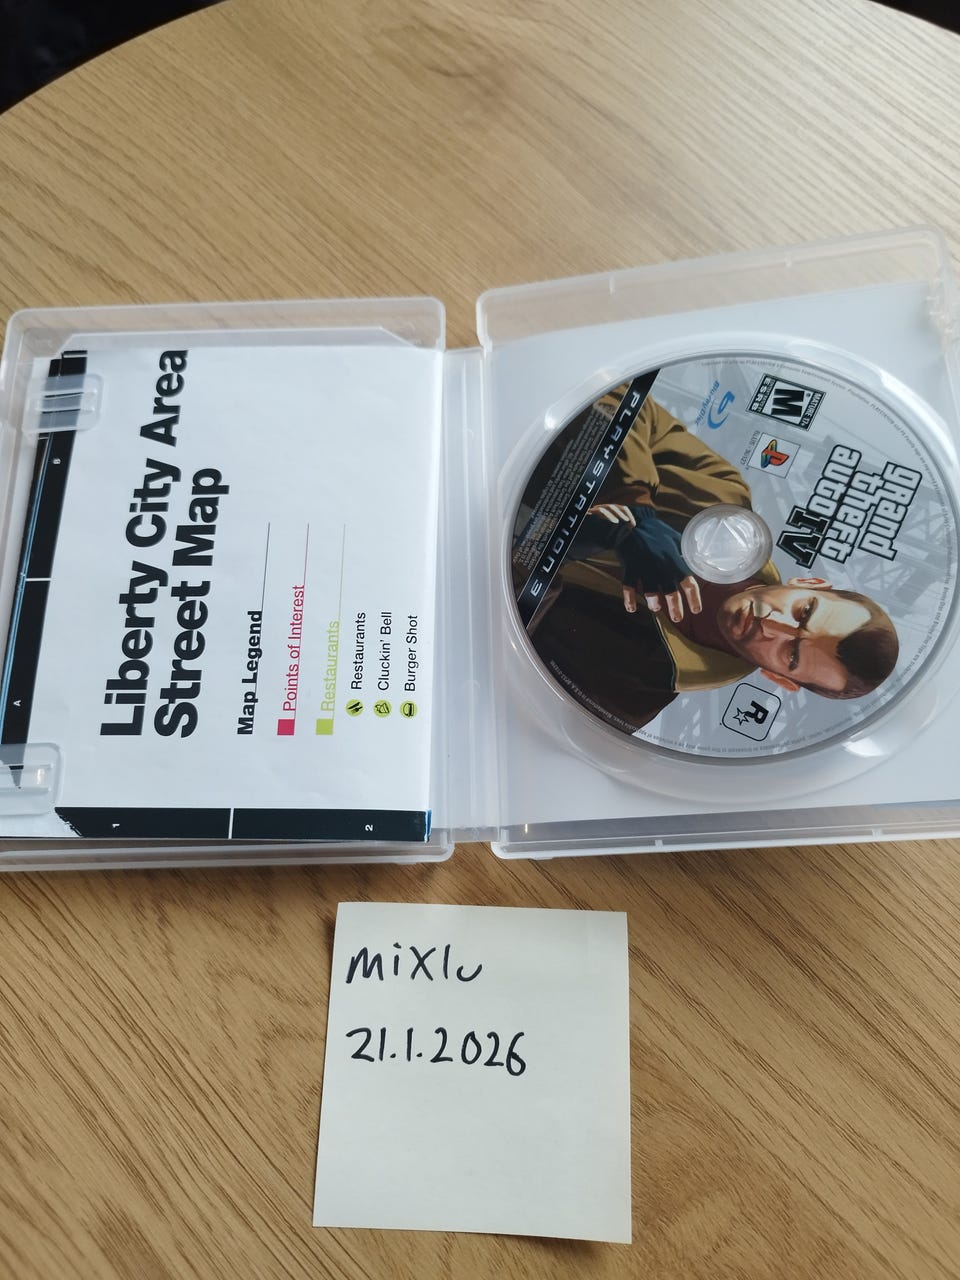 Liberty City Area
Street Map
Map Legend
Points of Interest
Restaurants
Restaurants
Cluckin' Bell
Burger Shot
A
B
1
2
PLAYSTATION 3
Blu-ray Disc
MATURE 17+
M
ESRB
grand
theft
auto
IV
R
mixlu
21.1.2026